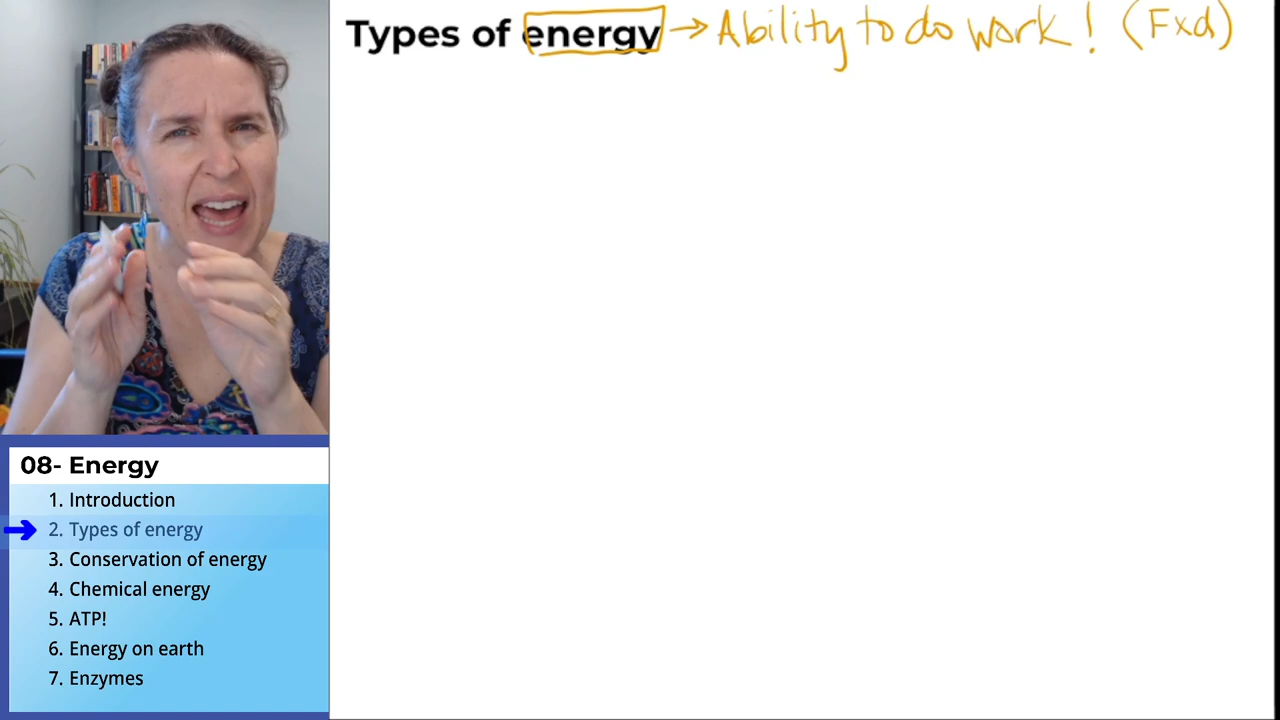 Types of energy → Ability to do work! (Fxd)
08- Energy
1. Introduction
2. Types of energy
3. Conservation of energy
4. Chemical energy
5. ATP!
6. Energy on earth
7. Enzymes